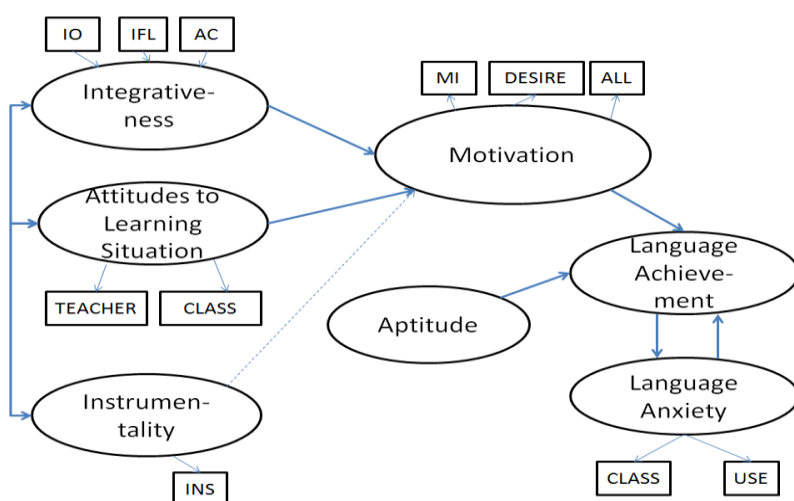 IO
IFL
AC
Integrative-
ness
MI
DESIRE
ALL
Motivation
Attitudes to
Learning
Situation
TEACHER
CLASS
Language
Achieve-
ment
Aptitude
Instrumen-
tality
INS
Language
Anxiety
CLASS
USE